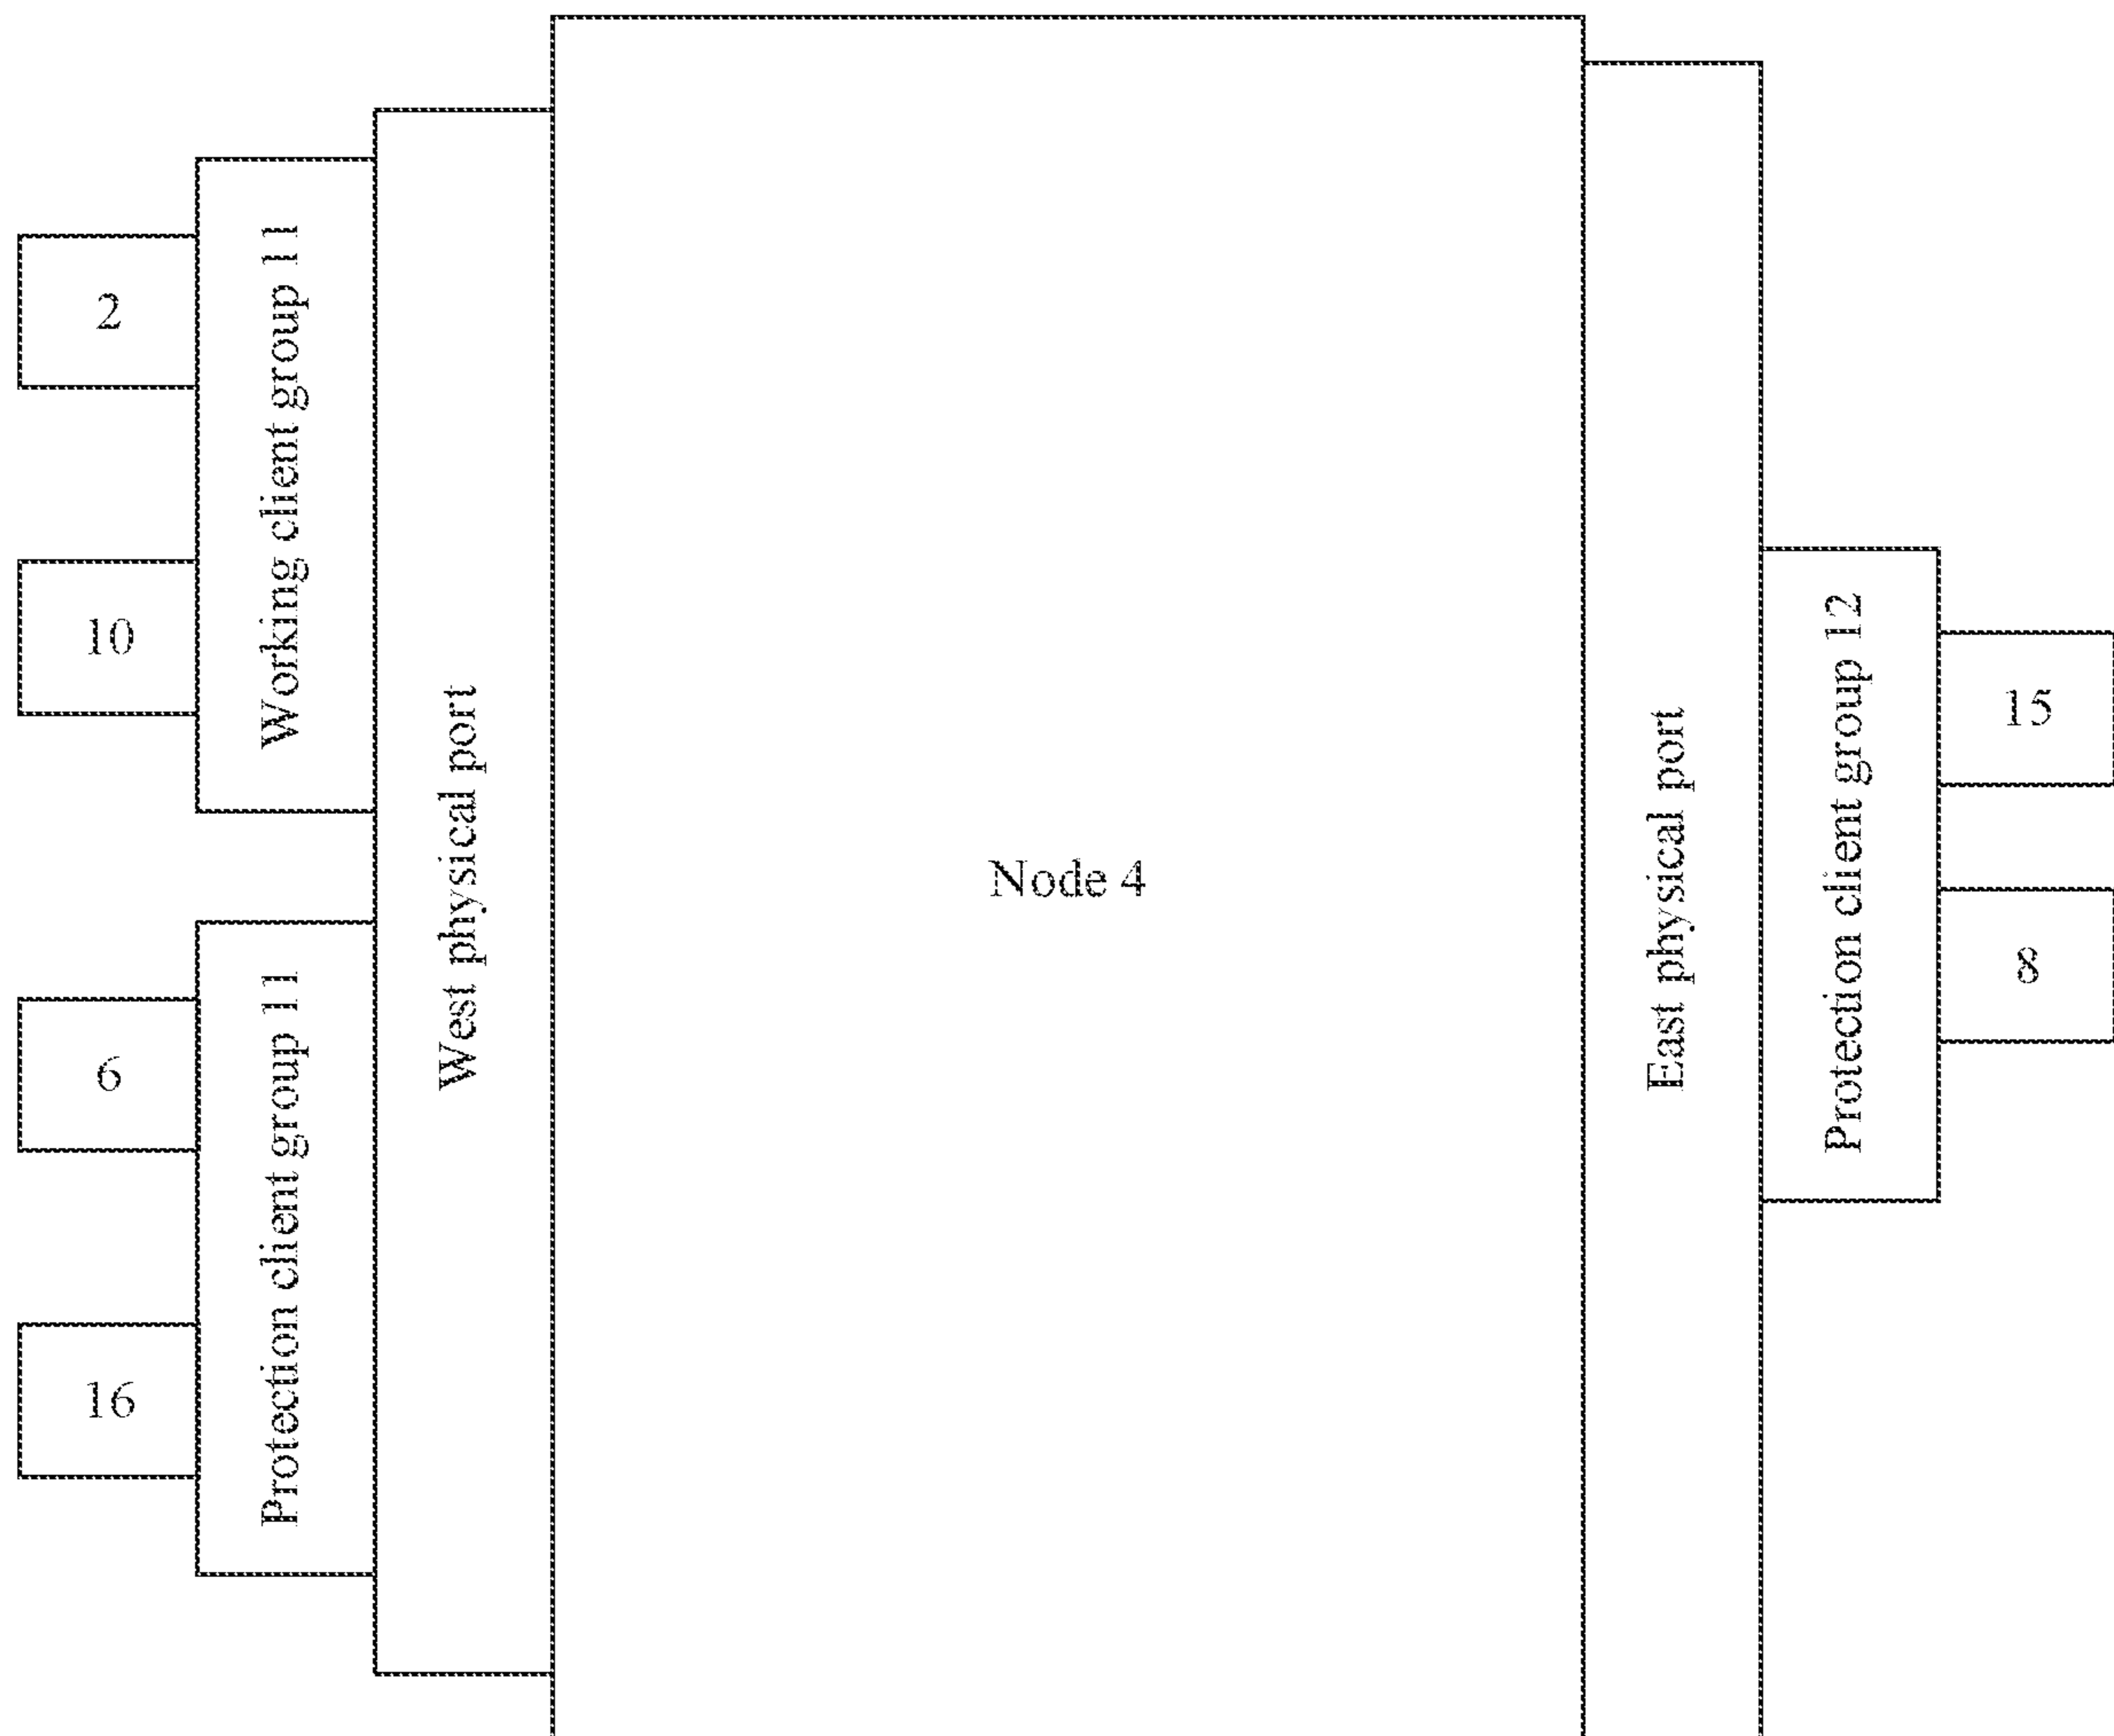 2
10
6
16
Working client group 11
Protection client group 11
West physical port
Node 4
East physical port
Protection client group 12
15
8